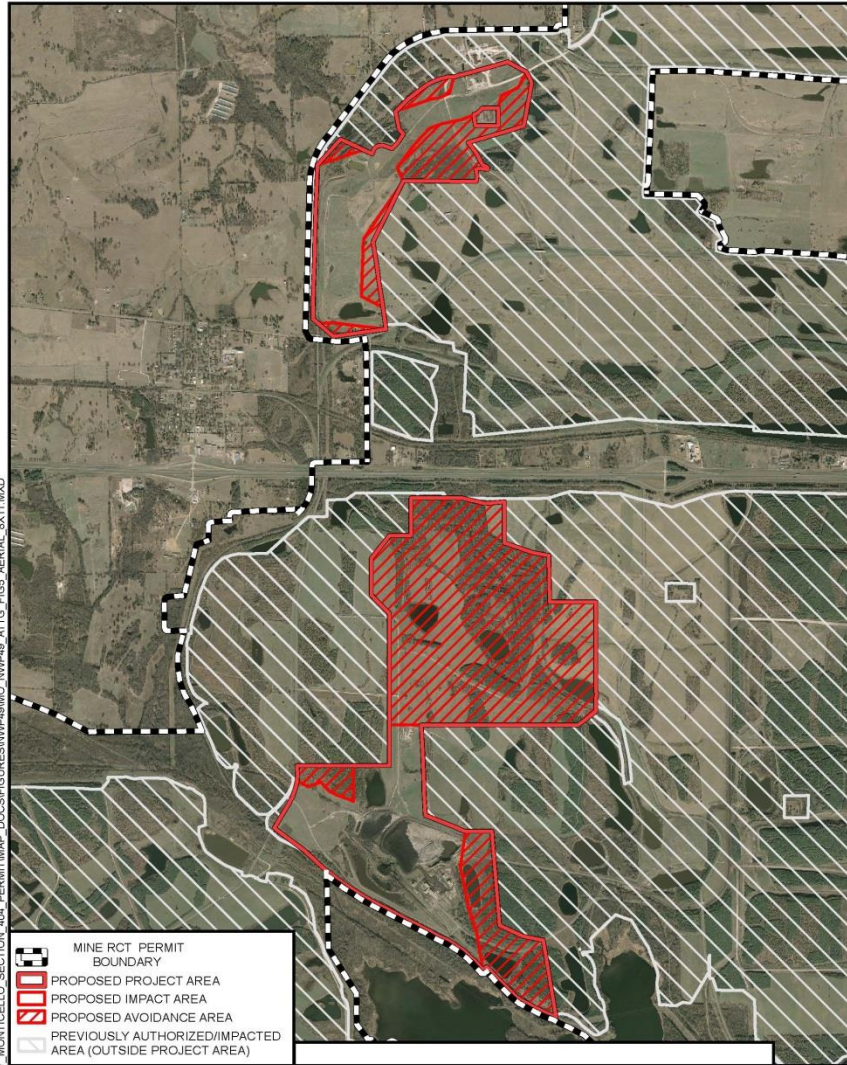 MINE RCT PERMIT
BOUNDARY
PROPOSED PROJECT AREA
PROPOSED IMPACT AREA
PROPOSED AVOIDANCE AREA
PREVIOUSLY AUTHORIZED/IMPACTED
AREA (OUTSIDE PROJECT AREA)